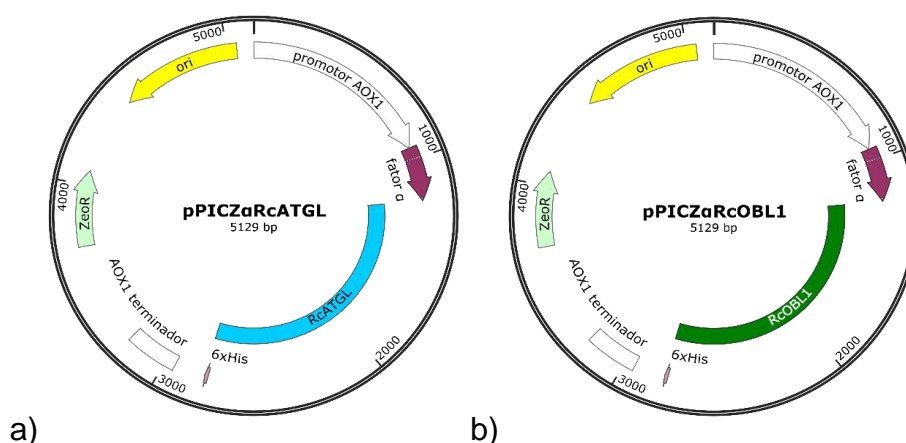 5000
ori
promotor AOX1
1000
fator α
4000
ZeoR
pPICZαRcATGL
5129 bp
RcATGL
AOX1 terminador
6xHis
2000
3000
a)
5000
ori
promotor AOX1
1000
fator α
4000
ZeoR
pPICZαRcOBL1
5129 bp
RcOBL1
AOX1 terminador
6xHis
2000
3000
b)